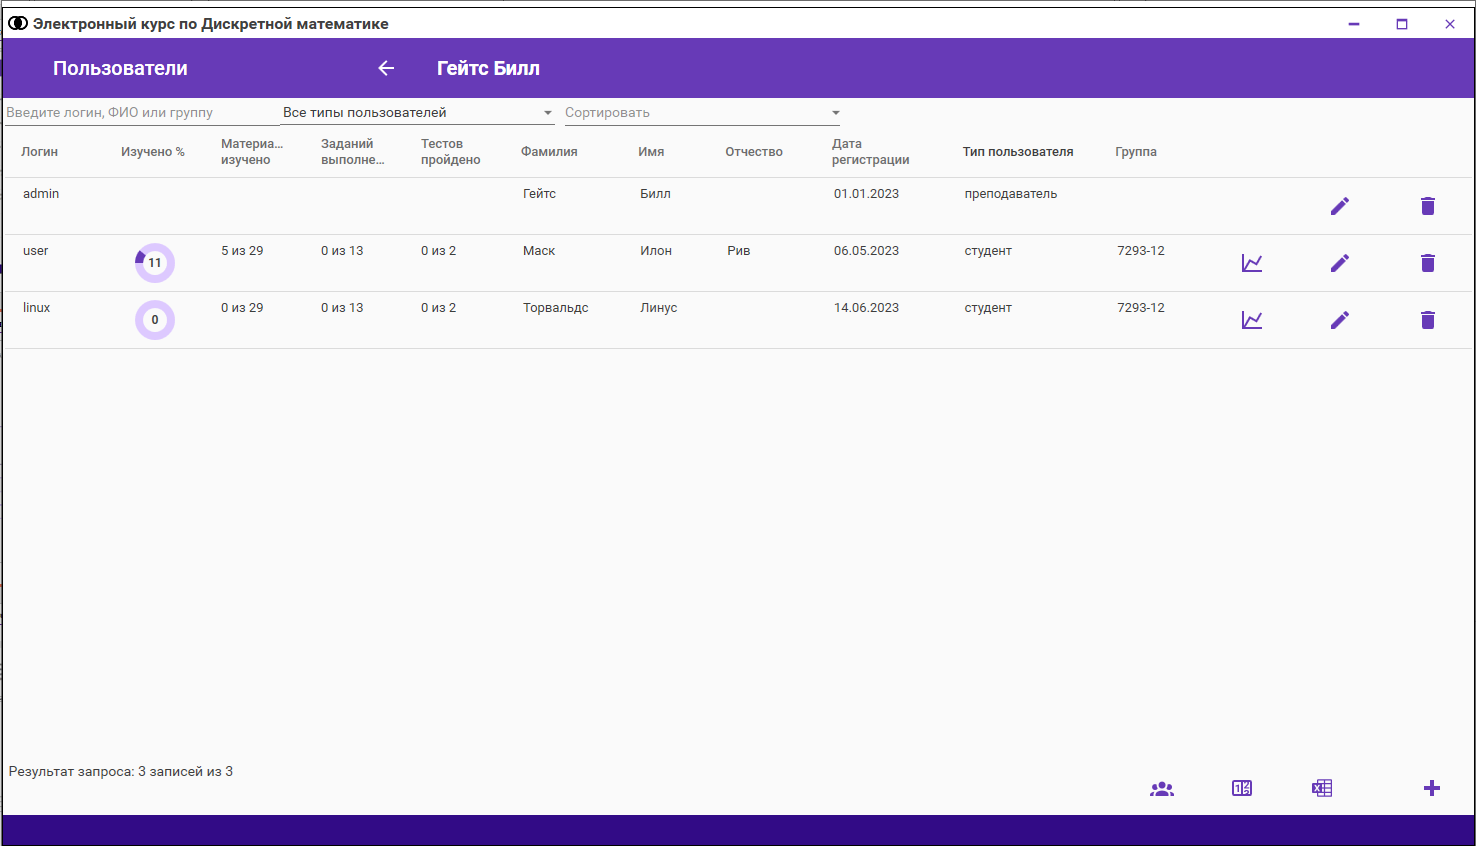 Электронный курс по Дискретной математике
Пользователи Гейтс Билл
Введите логин, ФИО или группу Все типы пользователей Сортировать
Логин Изучено % Материа... изучено Заданий выполне... Тестов пройдено Фамилия Имя Отчество Дата регистрации Тип пользователя Группа
admin Гейтс Билл 01.01.2023 преподаватель
user 11 5 из 29 0 из 13 0 из 2 Маск Илон Рив 06.05.2023 студент 7293-12
linux 0 0 из 29 0 из 13 0 из 2 Торвальдс Линус 14.06.2023 студент 7293-12
Результат запроса: 3 записей из 3